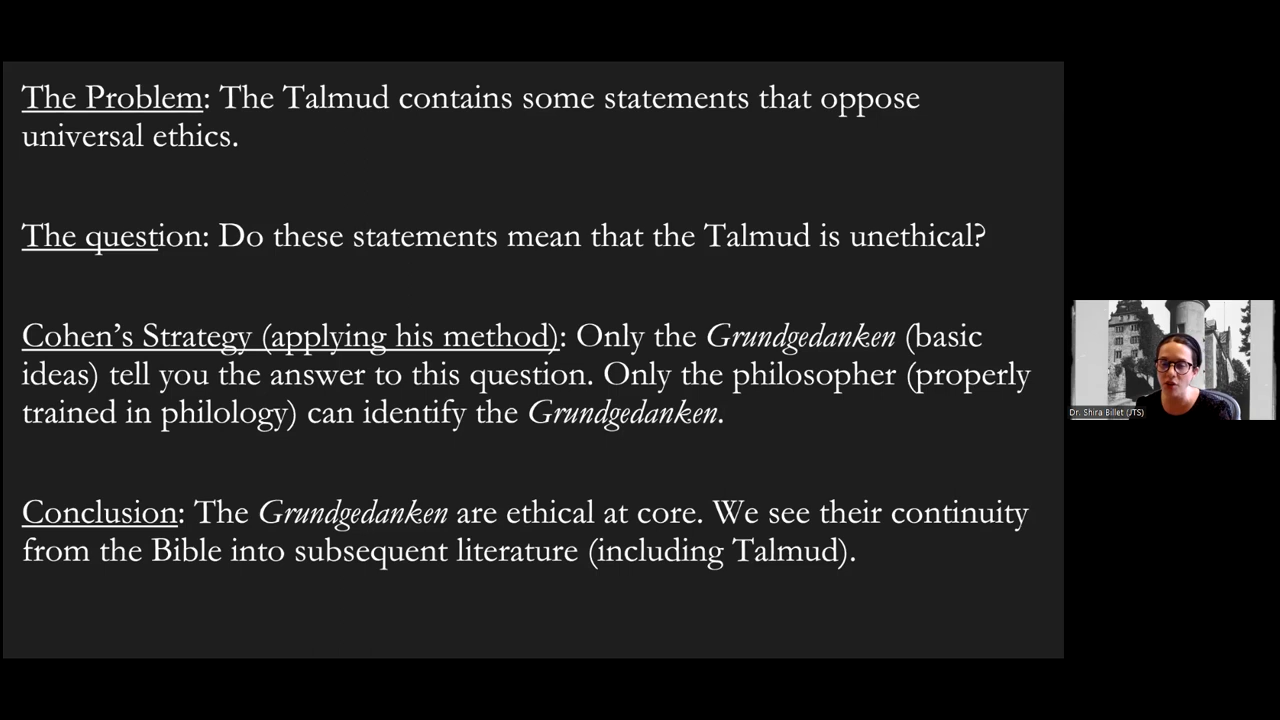 The Problem: The Talmud contains some statements that oppose
universal ethics.
The question: Do these statements mean that the Talmud is unethical?
Cohen’s Strategy (applying his method): Only the Grundgedanken (basic
ideas) tell you the answer to this question. Only the philosopher (properly
trained in philology) can identify the Grundgedanken.
Conclusion: The Grundgedanken are ethical at core. We see their continuity
from the Bible into subsequent literature (including Talmud).
Dr. Shira Billet (JTS)